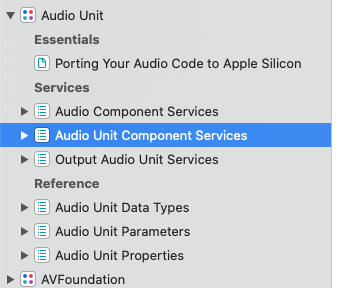 Audio Unit
Essentials
Porting Your Audio Code to Apple Silicon
Services
Audio Component Services
Audio Unit Component Services
Output Audio Unit Services
Reference
Audio Unit Data Types
Audio Unit Parameters
Audio Unit Properties
AVFoundation